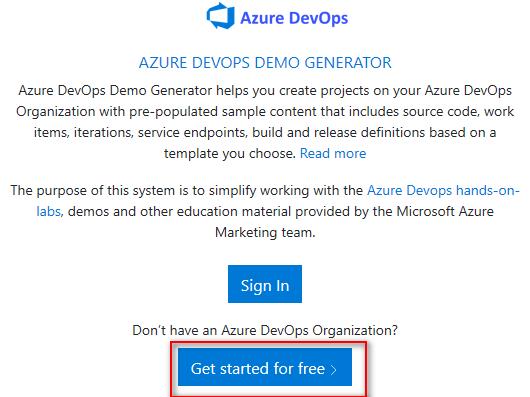 Azure DevOps
AZURE DEVOPS DEMO GENERATOR
Azure DevOps Demo Generator helps you create projects on your Azure DevOps
Organization with pre-populated sample content that includes source code, work
items, iterations, service endpoints, build and release definitions based on a
template you choose. Read more
The purpose of this system is to simplify working with the Azure Devops hands-on-
labs, demos and other education material provided by the Microsoft Azure
Marketing team.
Sign In
Don't have an Azure DevOps Organization?
Get started for free >